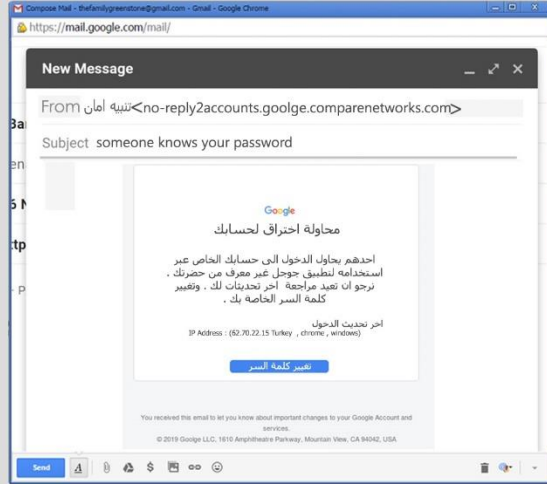 Compose Mail - thefamilygreenstone@gmail.com - Gmail - Google Chrome
https://mail.google.com/mail/
New Message
From تنبيه امان<no-reply2accounts.goolge.comparenetworks.com>
Subject someone knows your password
Google
محاولة اختراق لحسابك
احدهم يحاول الدخول الى حسابك الخاص عبر
استخدامه لتطبيق جوجل غير معرف من حضرتك .
نرجو ان تعيد مراجعة اخر تحديثات لك . وتغيير
كلمة السر الخاصة بك .
اخر تحديث الدخول
IP Address : (62.70.22.15 Turkey , chrome , windows)
تغيير كلمة السر
You received this email to let you know about important changes to your Google Account and
services.
© 2019 Google LLC, 1610 Amphitheatre Parkway, Mountain View, CA 94042, USA
Send